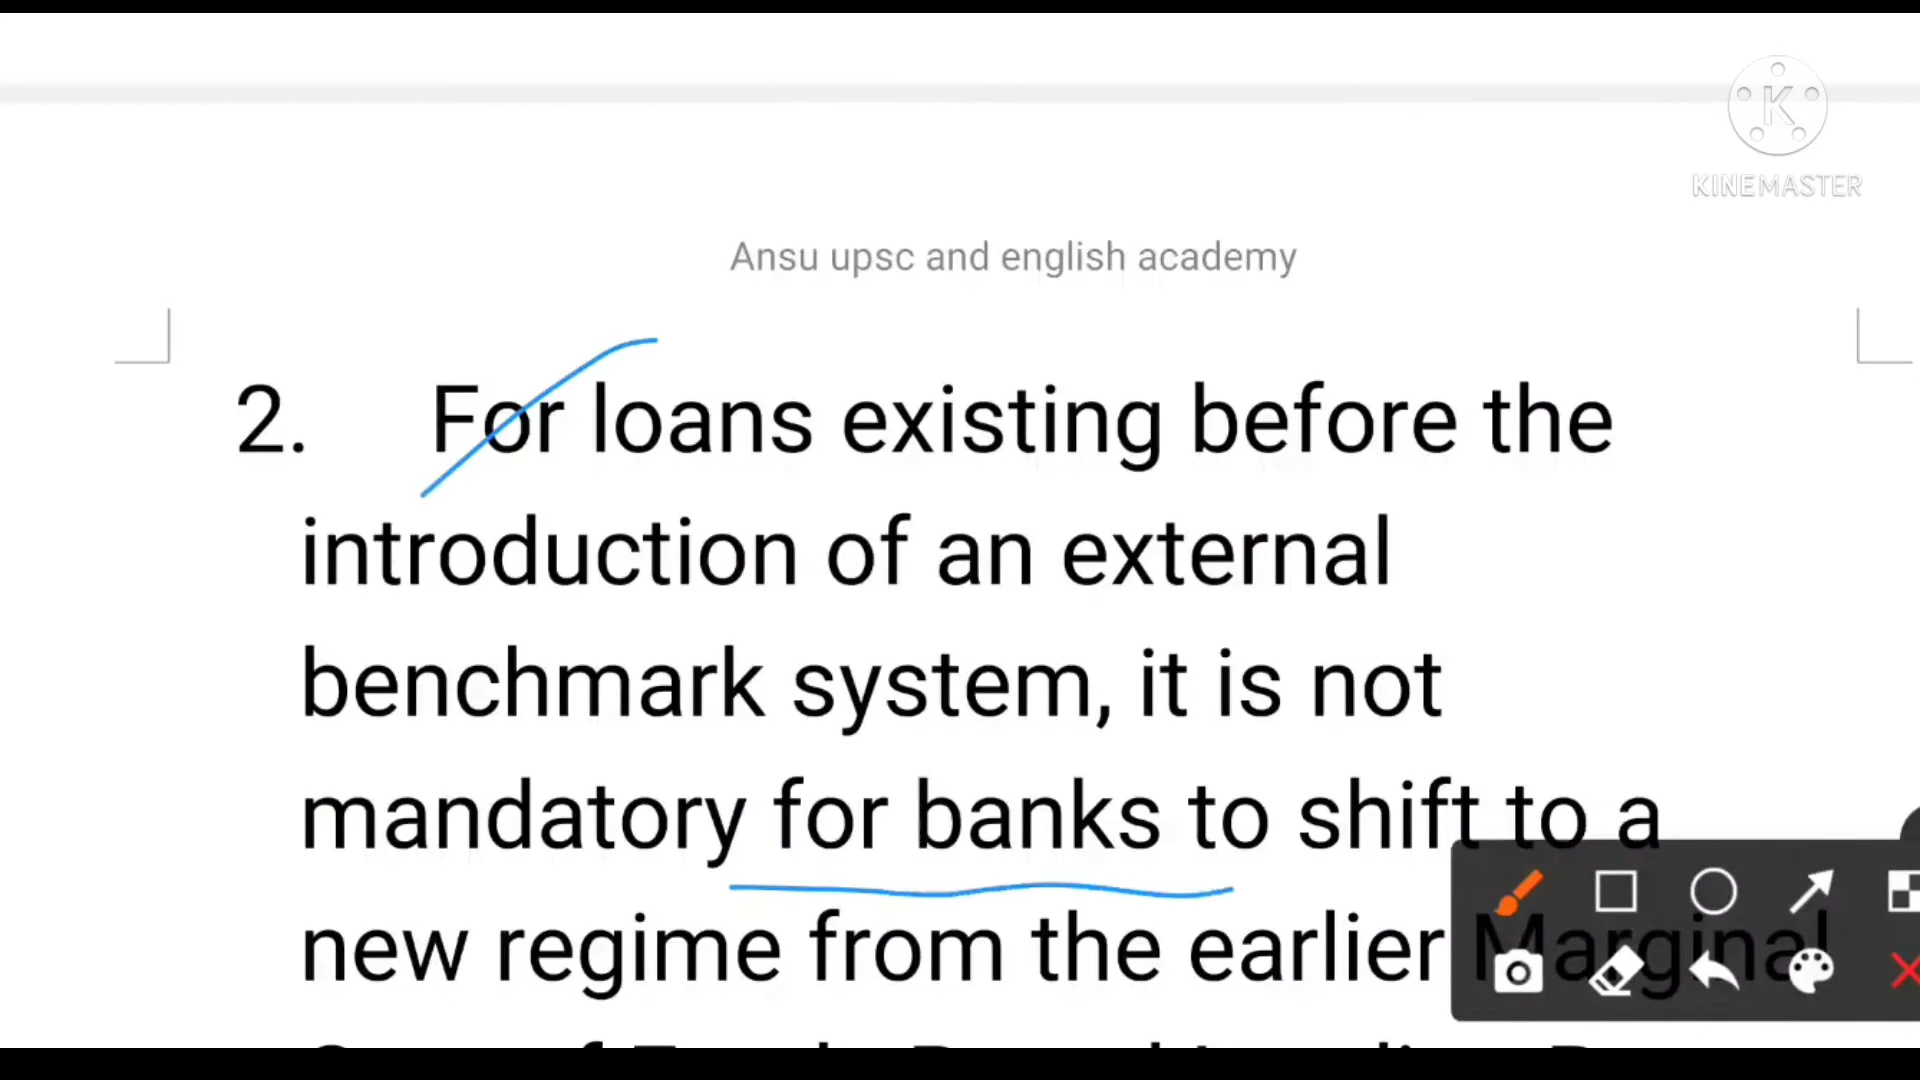 K
KINEMASTER
Ansu upsc and english academy
2. For loans existing before the
introduction of an external
benchmark system, it is not
mandatory for banks to shift to a
new regime from the earlier Marginal